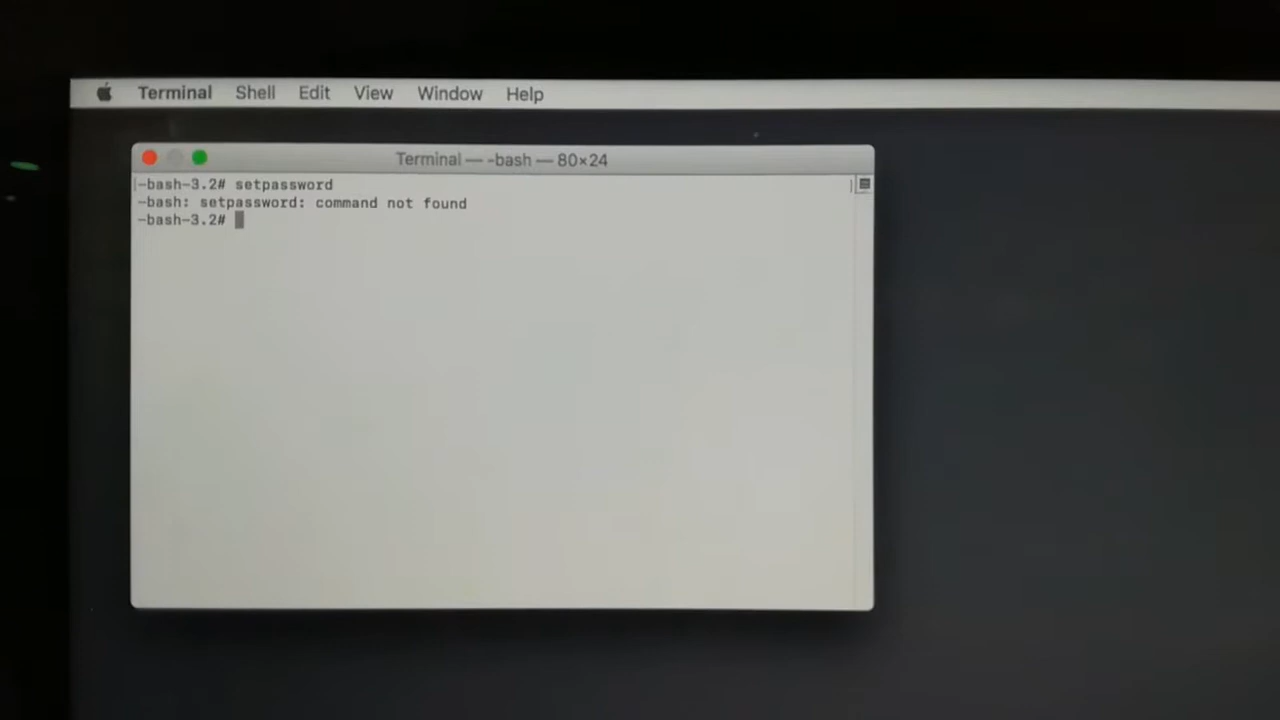 Terminal Shell Edit View Window Help
Terminal — -bash — 80×24
-bash-3.2# setpassword
-bash: setpassword: command not found
-bash-3.2#